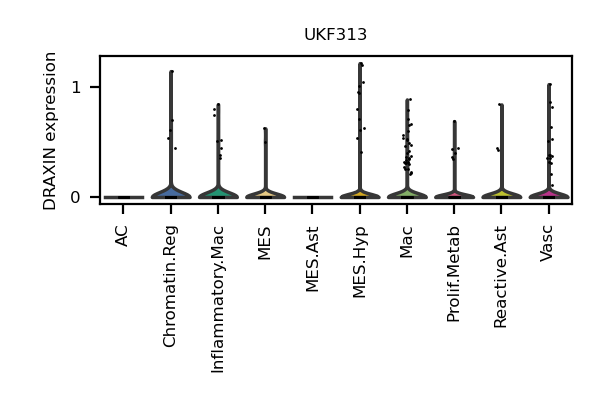 UKF313
DRAXIN expression
1
0
AC
Chromatin.Reg
Inflammatory.Mac
MES
MES.Ast
MES.Hyp
Mac
Prolif.Metab
Reactive.Ast
Vasc